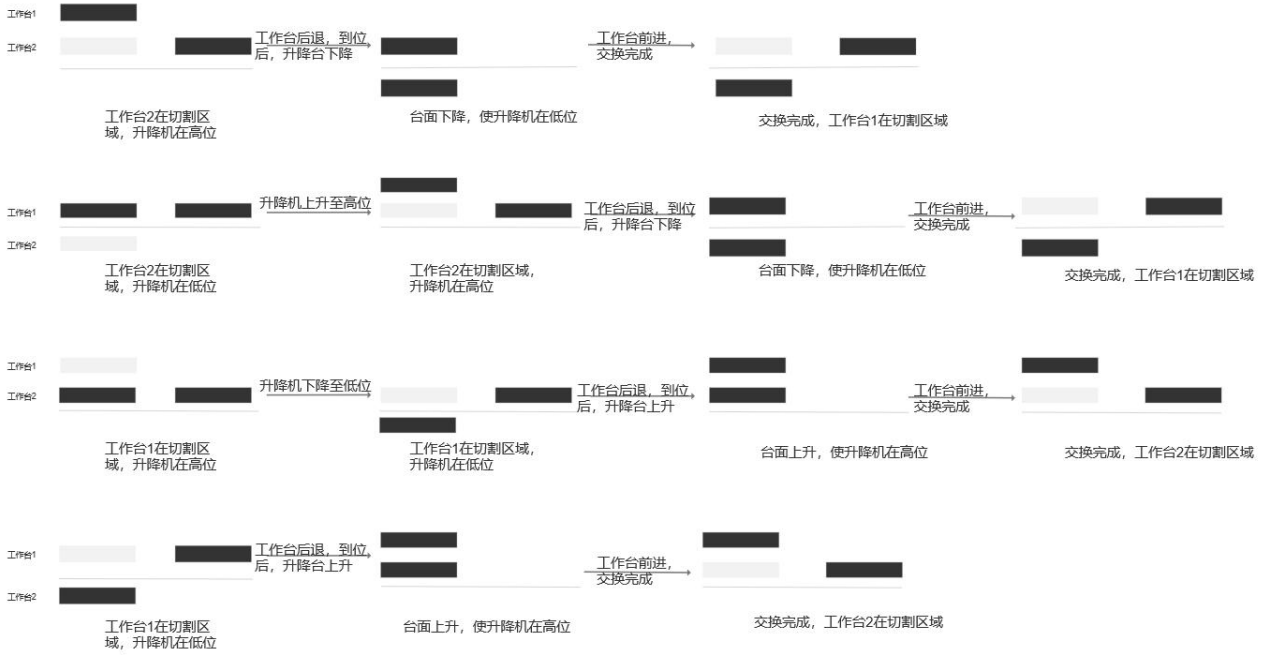 工作台1
工作台2
工作台后退，到位
后，升降台下降
工作台前进，
交换完成
工作台2在切割区
域，升降机在高位
台面下降，使升降机在低位
交换完成，工作台1在切割区域
工作台1
工作台2
升降机上升至高位
工作台后退，到位
后，升降台下降
工作台前进，
交换完成
工作台2在切割区
域，升降机在低位
工作台2在切割区域，
升降机在高位
台面下降，使升降机在低位
交换完成，工作台1在切割区域
工作台1
工作台2
升降机下降至低位
工作台后退，到位
后，升降台上升
工作台前进，
交换完成
工作台1在切割区
域，升降机在高位
工作台1在切割区域，
升降机在低位
台面上升，使升降机在高位
交换完成，工作台2在切割区域
工作台1
工作台2
工作台后退，到位
后，升降台上升
工作台前进，
交换完成
工作台1在切割区
域，升降机在低位
台面上升，使升降机在高位
交换完成，工作台2在切割区域